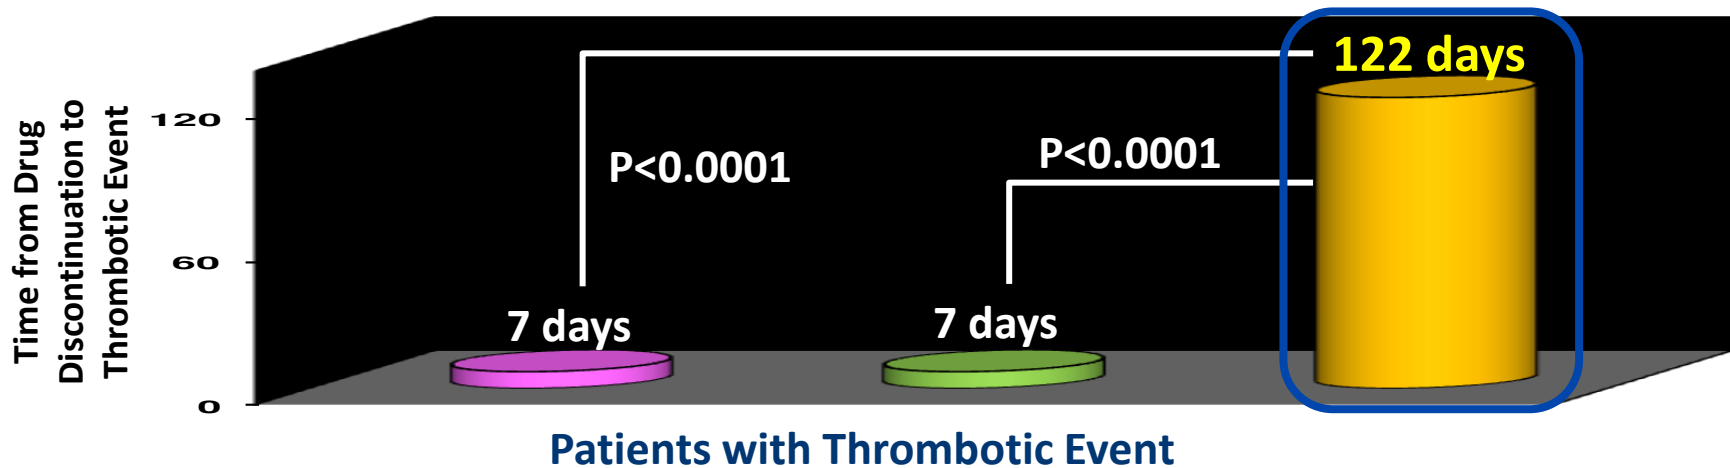 Time from Drug
Discontinuation to
Thrombotic Event
120
60
0
122 days
P<0.0001
P<0.0001
7 days
7 days
Patients with Thrombotic Event